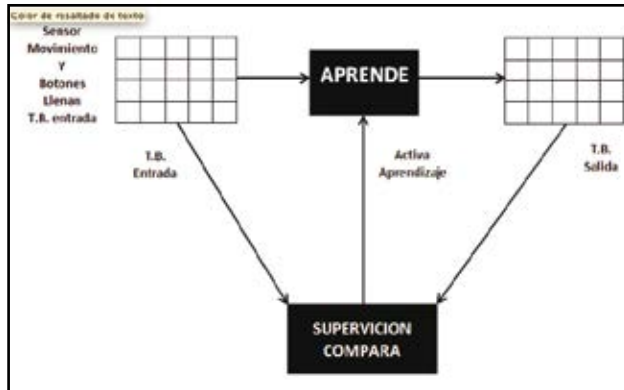 Color de resaltado de texto
Sensor
Movimiento
Y
Botones
Llenan
T.B. entrada
APRENDE
T.B.
Entrada
Activa
Aprendizaje
T.B.
Salida
SUPERVICION
COMPARA